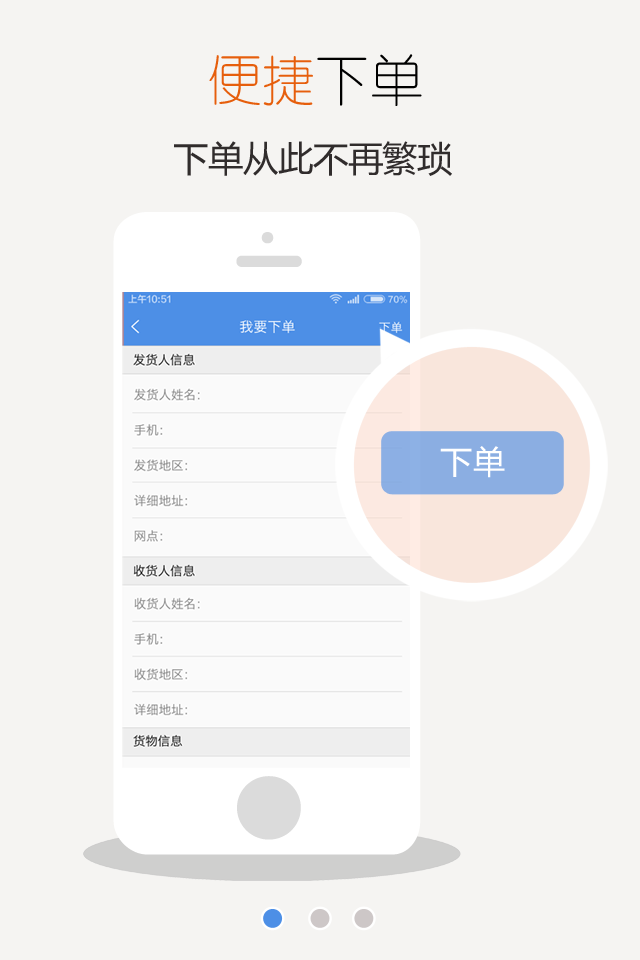 便捷下单
下单从此不再繁琐
上午10:51 70%
我要下单 下单
发货人信息
发货人姓名：
手机：
发货地区：
下单
详细地址：
网点：
收货人信息
收货人姓名：
手机：
收货地区：
详细地址：
货物信息